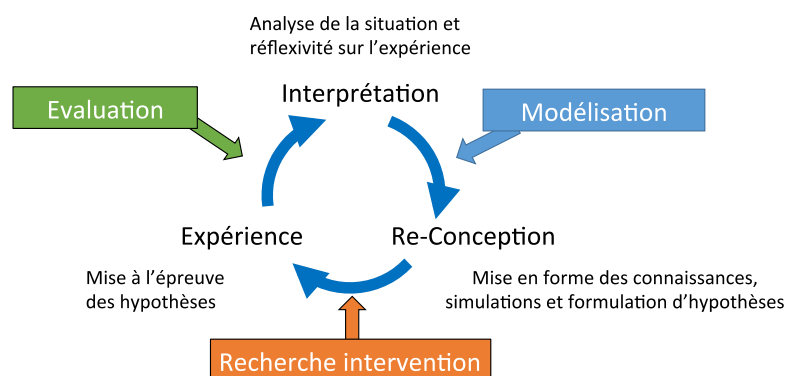 Analyse de la situation et
réflexivité sur l’expérience
Interprétation
Evaluation
Modélisation
Expérience
Re-Conception
Mise à l’épreuve
des hypothèses
Mise en forme des connaissances,
simulations et formulation d’hypothèses
Recherche intervention